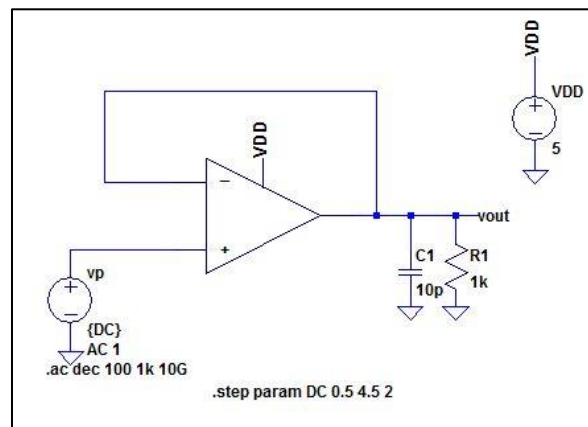 VDD
VDD
VDD
5
−
+
vout
C1
10p
R1
1k
vp
+
−
{DC}
AC 1
.ac dec 100 1k 10G
.step param DC 0.5 4.5 2
+
−